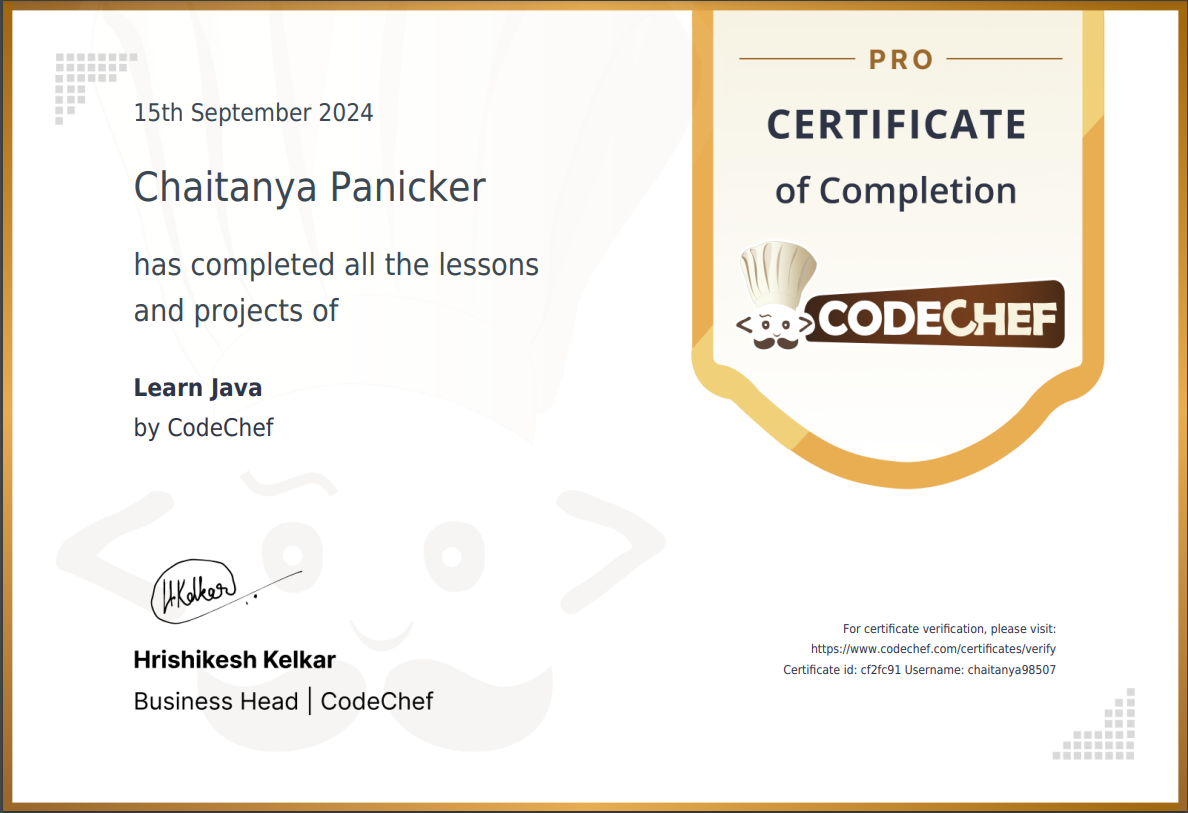 15th September 2024
Chaitanya Panicker
has completed all the lessons
and projects of
Learn Java
by CodeChef
H.Kelkar
Hrishikesh Kelkar
Business Head | CodeChef
PRO
CERTIFICATE
of Completion
CODECHEF
For certificate verification, please visit:
https://www.codechef.com/certificates/verify
Certificate id: cf2fc91 Username: chaitanya98507